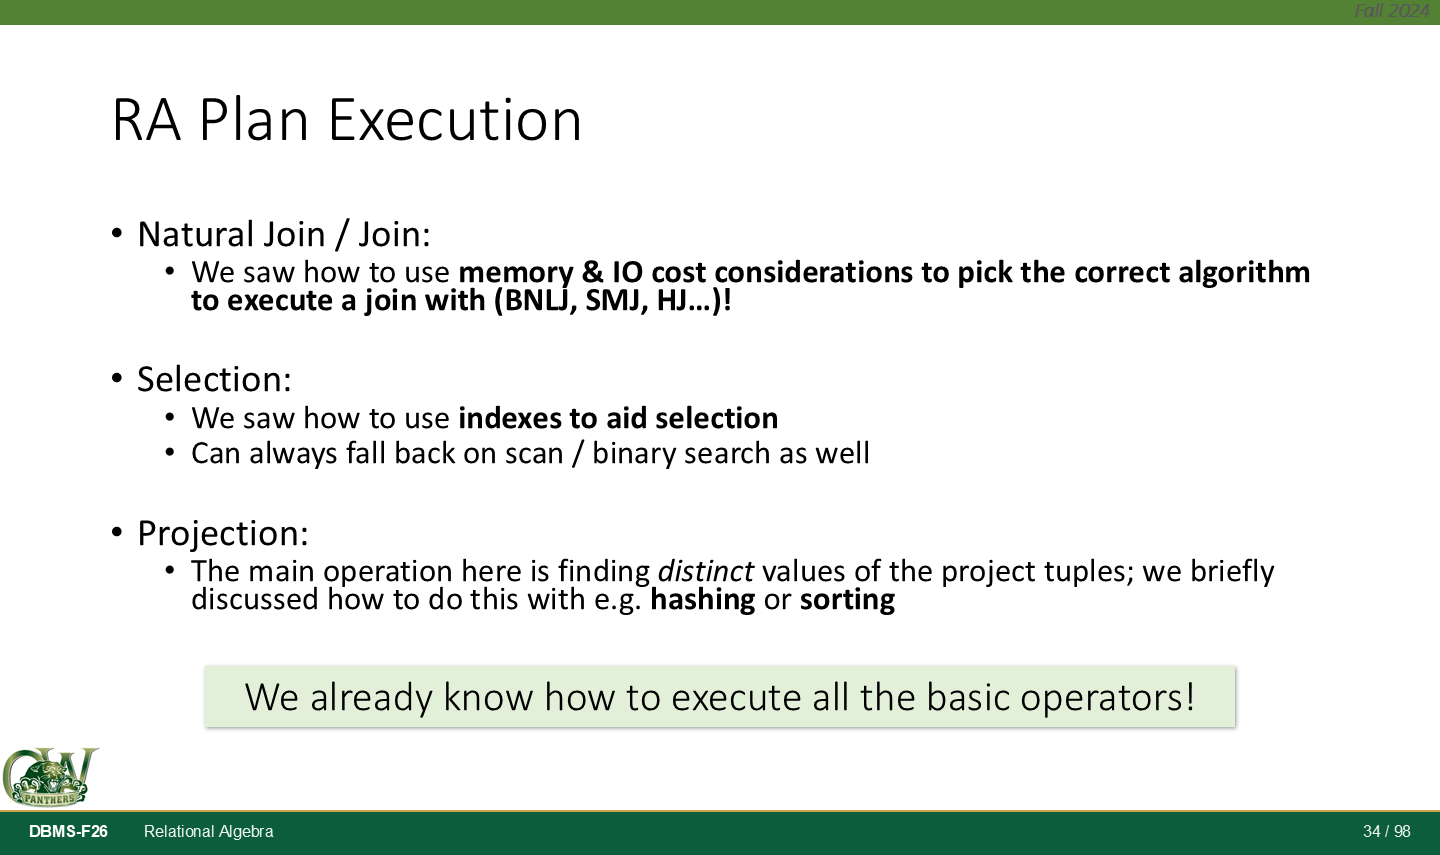 Fall 2024
RA Plan Execution
• Natural Join / Join:
• We saw how to use memory & IO cost considerations to pick the correct algorithm
to execute a join with (BNLJ, SMJ, HJ…)!
• Selection:
• We saw how to use indexes to aid selection
• Can always fall back on scan / binary search as well
• Projection:
• The main operation here is finding distinct values of the project tuples; we briefly
discussed how to do this with e.g. hashing or sorting
We already know how to execute all the basic operators!
OW
PANTHERS
DBMS-F26 Relational Algebra 34 / 98